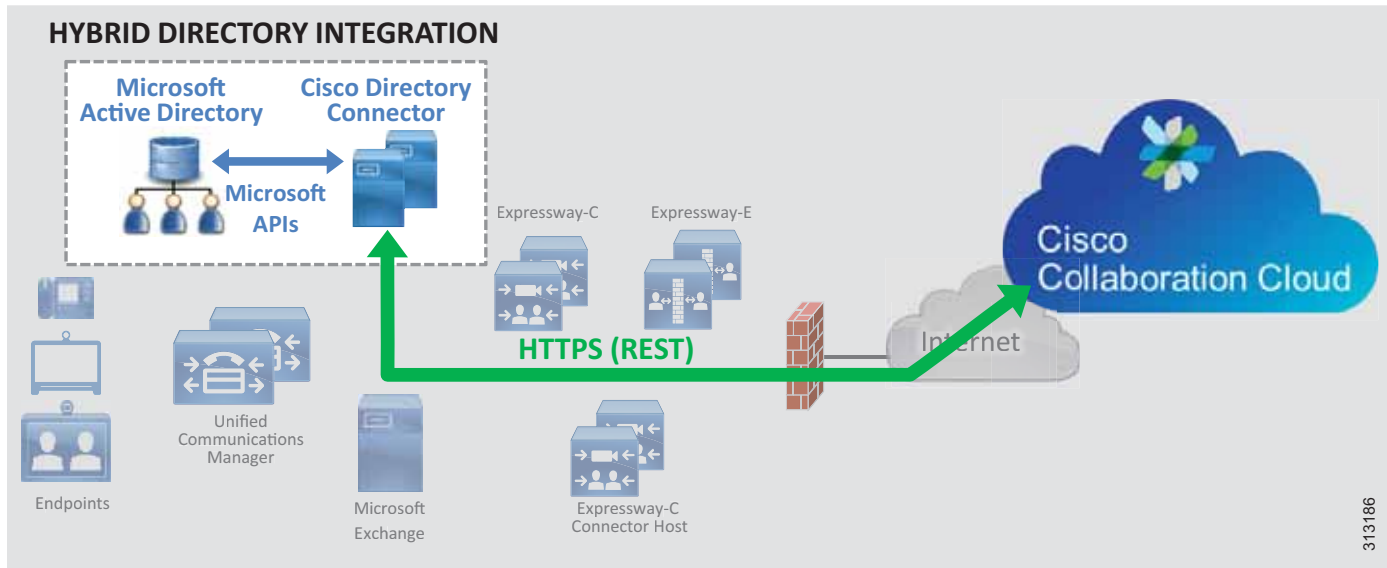 HYBRID DIRECTORY INTEGRATION
Microsoft
Active Directory
Cisco Directory
Connector
Microsoft
APIs
Expressway-C
Expressway-E
Cisco
Collaboration Cloud
Internet
HTTPS (REST)
Unified
Communications
Manager
Endpoints
Microsoft
Exchange
Expressway-C
Connector Host
313186